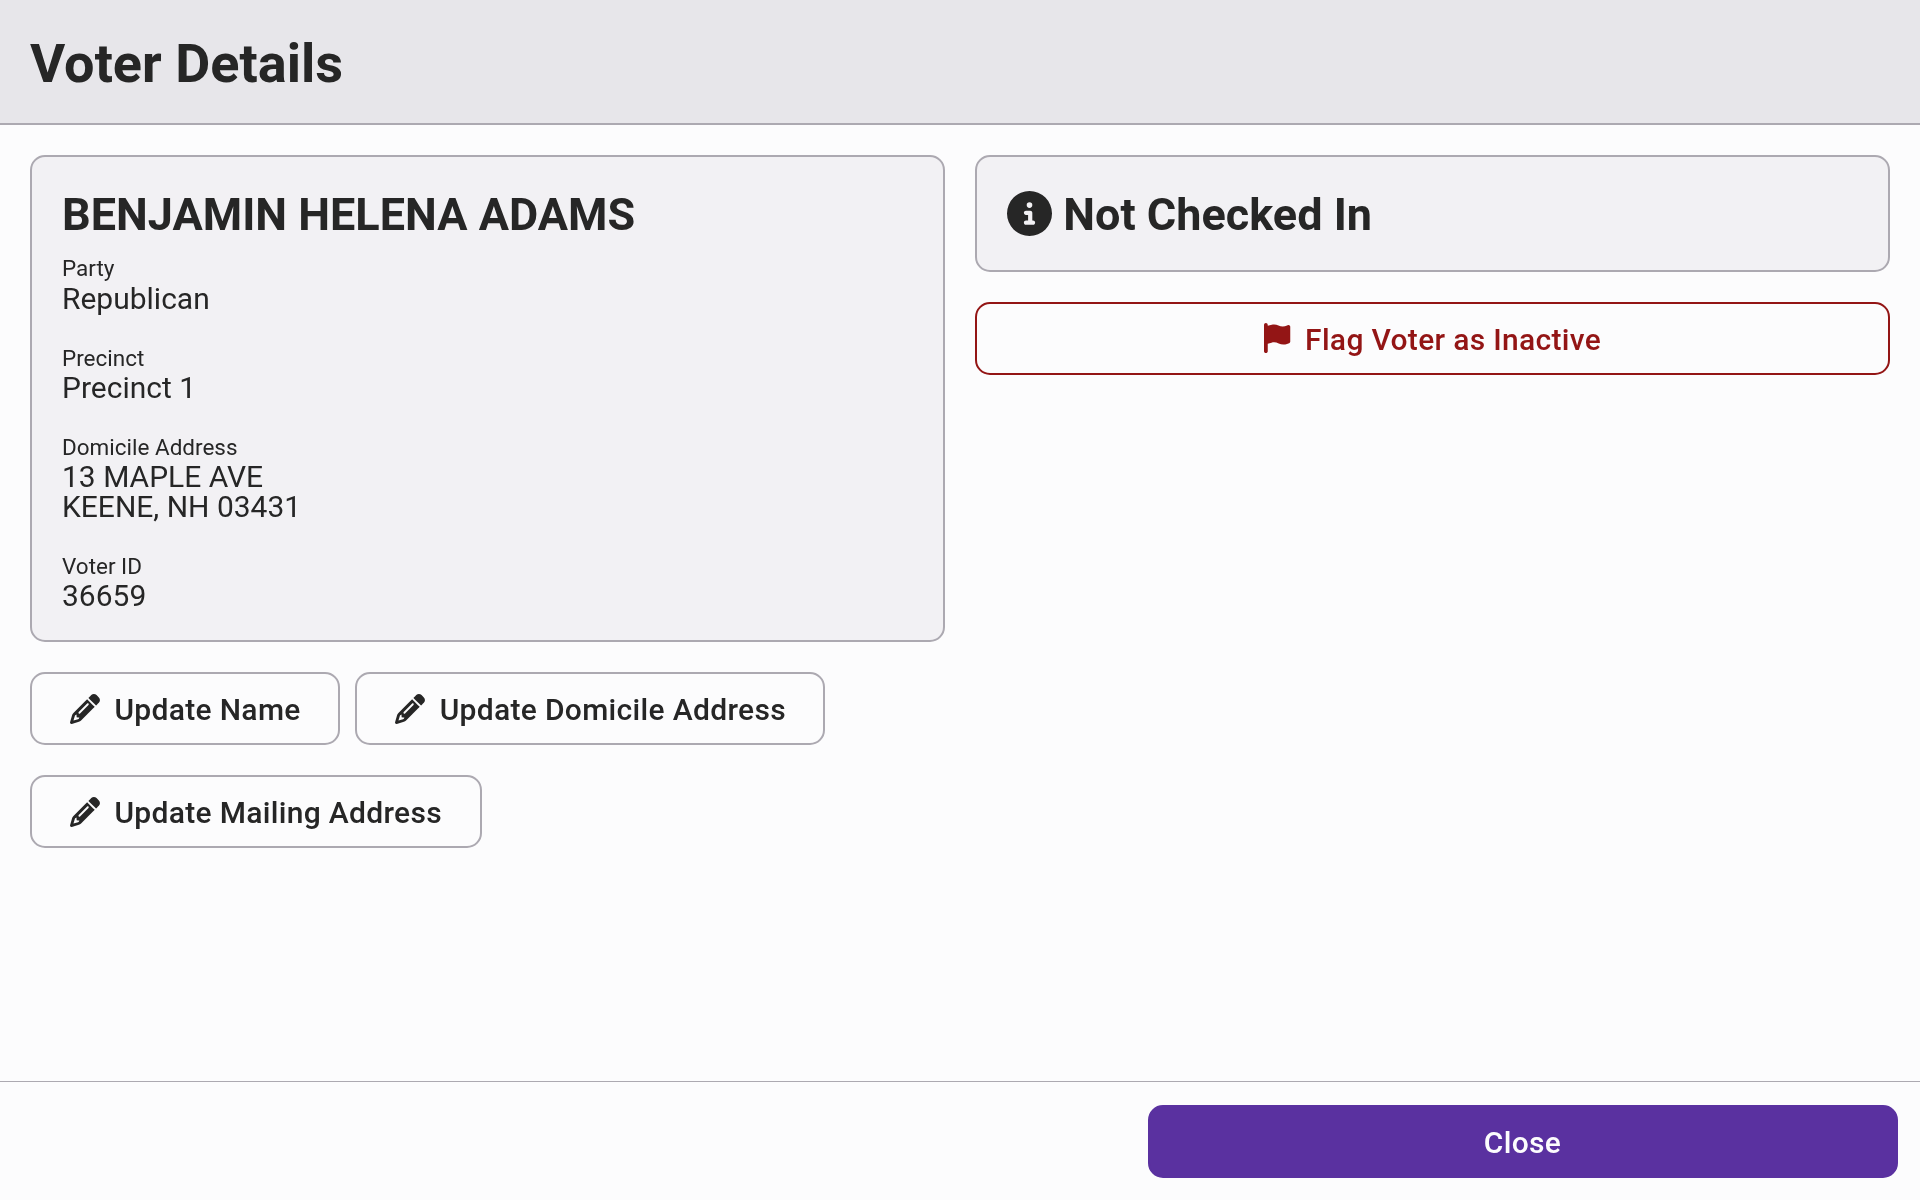 Voter Details
BENJAMIN HELENA ADAMS
Party
Republican
Precinct
Precinct 1
Domicile Address
13 MAPLE AVE
KEENE, NH 03431
Voter ID
36659
Update Name
Update Domicile Address
Update Mailing Address
Not Checked In
Flag Voter as Inactive
Close